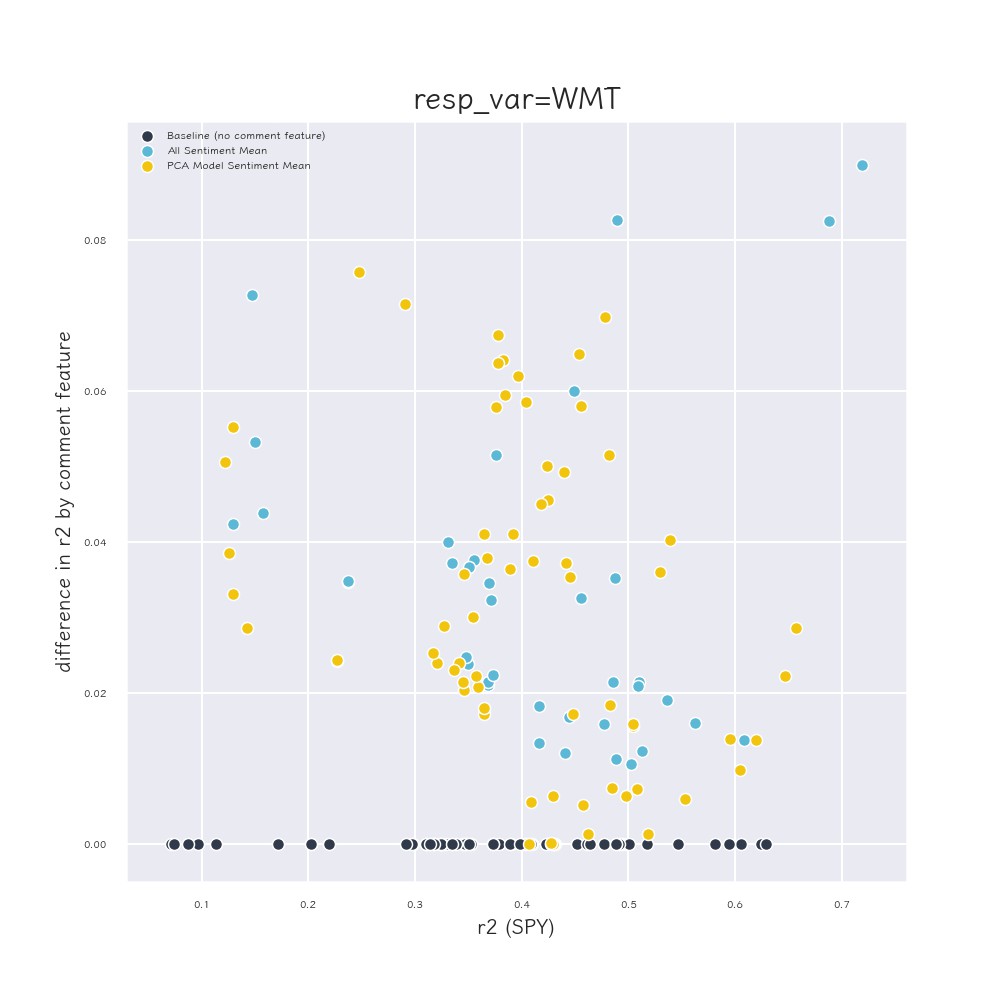 resp_var=WMT
Baseline (no comment feature)
All Sentiment Mean
PCA Model Sentiment Mean
difference in r2 by comment feature
0.08
0.06
0.04
0.02
0.00
0.1 0.2 0.3 0.4 0.5 0.6 0.7
r2 (SPY)